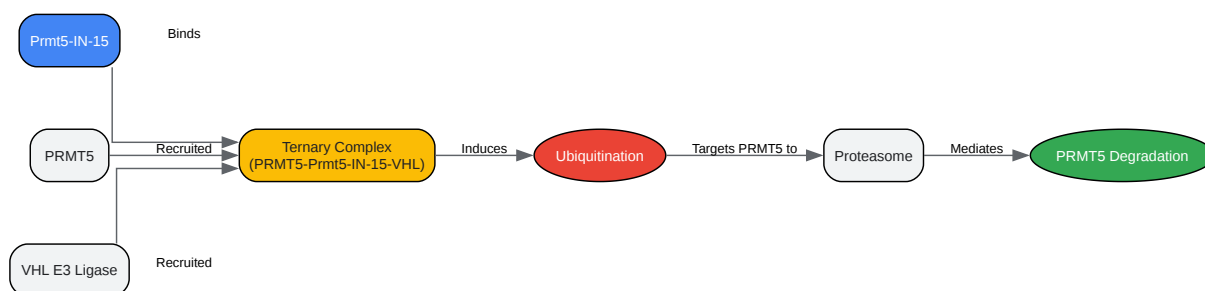 Prmt5-IN-15
Binds
PRMT5
Recruited
Ternary Complex
(PRMT5-Prmt5-IN-15-VHL)
Induces
Ubiquitination
Targets PRMT5 to
Proteasome
Mediates
PRMT5 Degradation
VHL E3 Ligase
Recruited